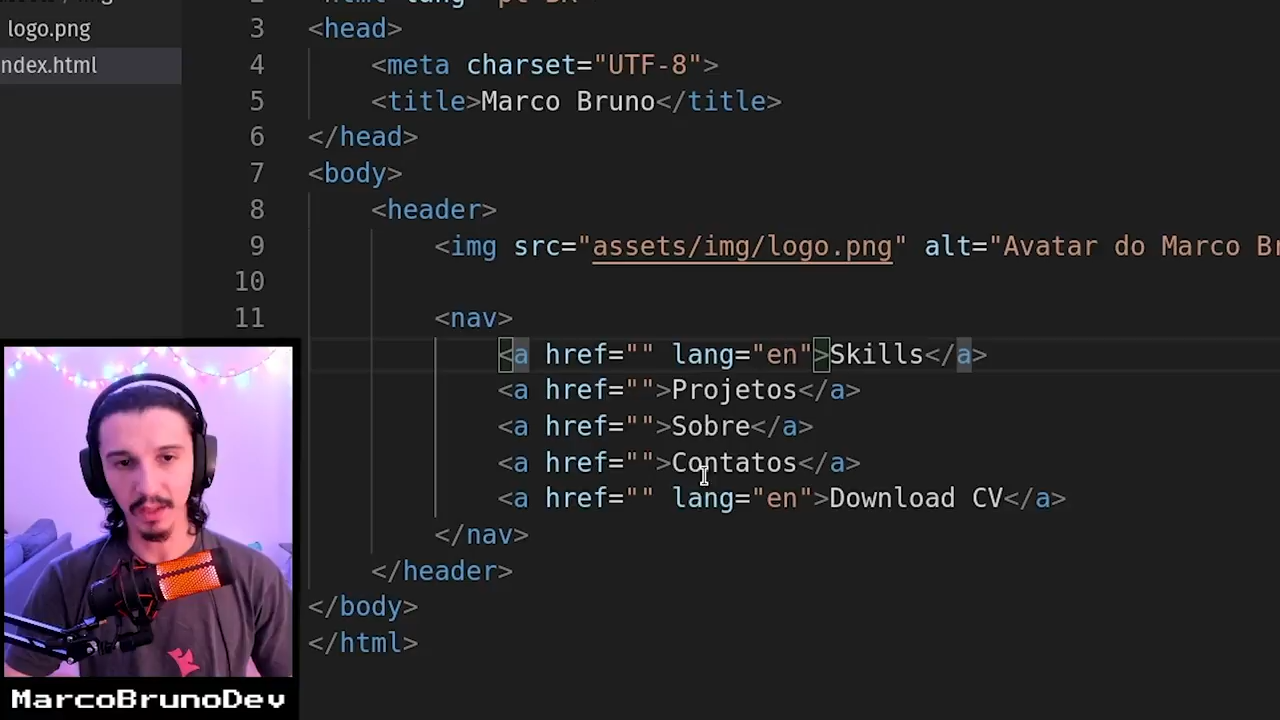 logo.png
ndex.html
3 <head>
4 <meta charset="UTF-8">
5 <title>Marco Bruno</title>
6 </head>
7 <body>
8 <header>
9 <img src="assets/img/logo.png" alt="Avatar do Marco Br
10
11 <nav>
<a href="" lang="en">Skills</a>
<a href="">Projetos</a>
<a href="">Sobre</a>
<a href="">Contatos</a>
<a href="" lang="en">Download CV</a>
</nav>
</header>
</body>
</html>
MarcoBrunoDev